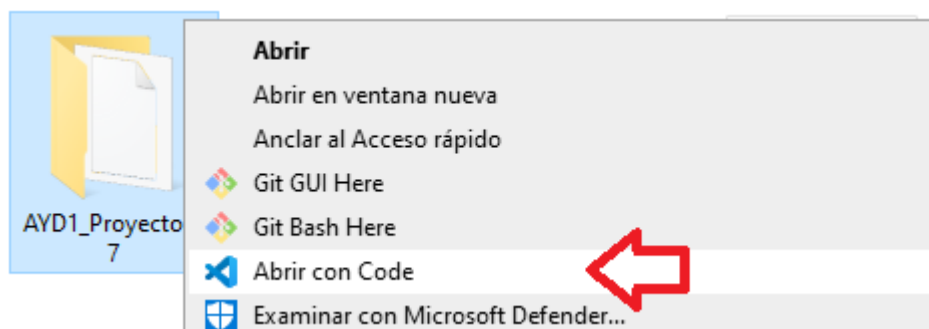 Abrir
Abrir en ventana nueva
Anclar al Acceso rápido
Git GUI Here
AYD1_Proyecto
7
Git Bash Here
Abrir con Code
Examinar con Microsoft Defender...